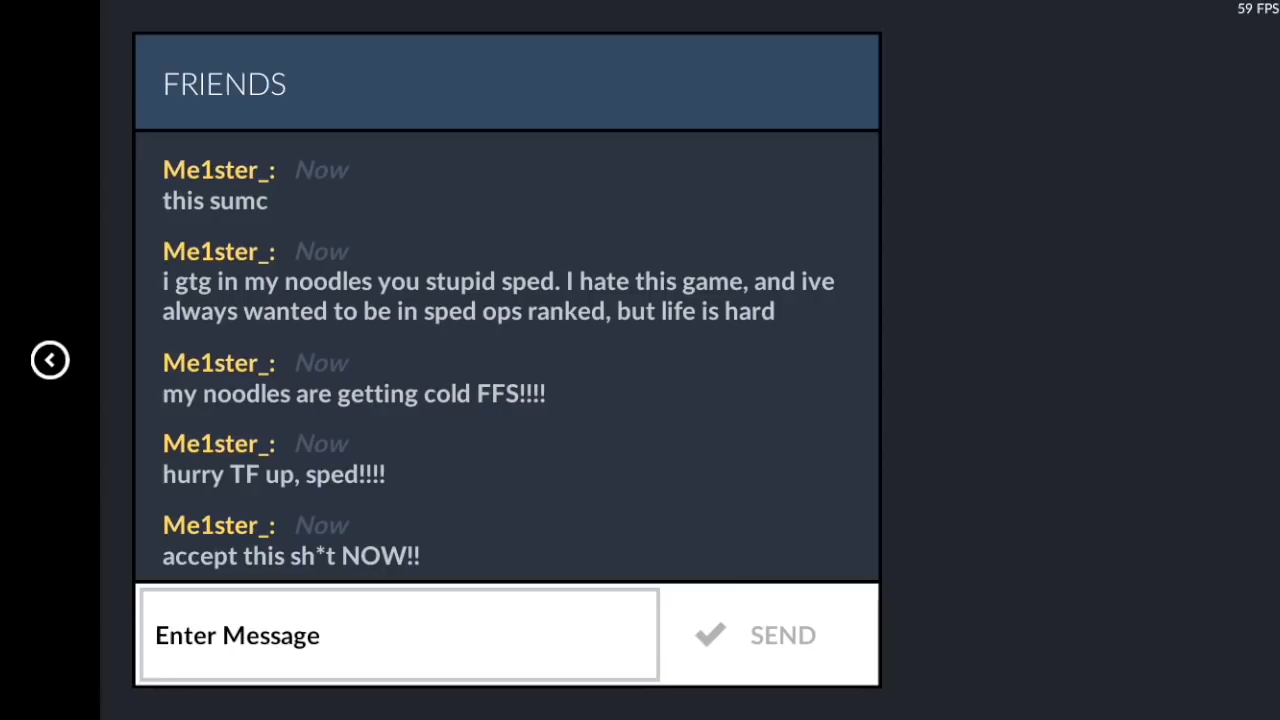 59 FPS
FRIENDS
Me1ster_: Now
this sumc
Me1ster_: Now
i gtg in my noodles you stupid sped. I hate this game, and ive
always wanted to be in sped ops ranked, but life is hard
Me1ster_: Now
my noodles are getting cold FFS!!!!
Me1ster_: Now
hurry TF up, sped!!!!
Me1ster_: Now
accept this sh*t NOW!!
Enter Message
SEND